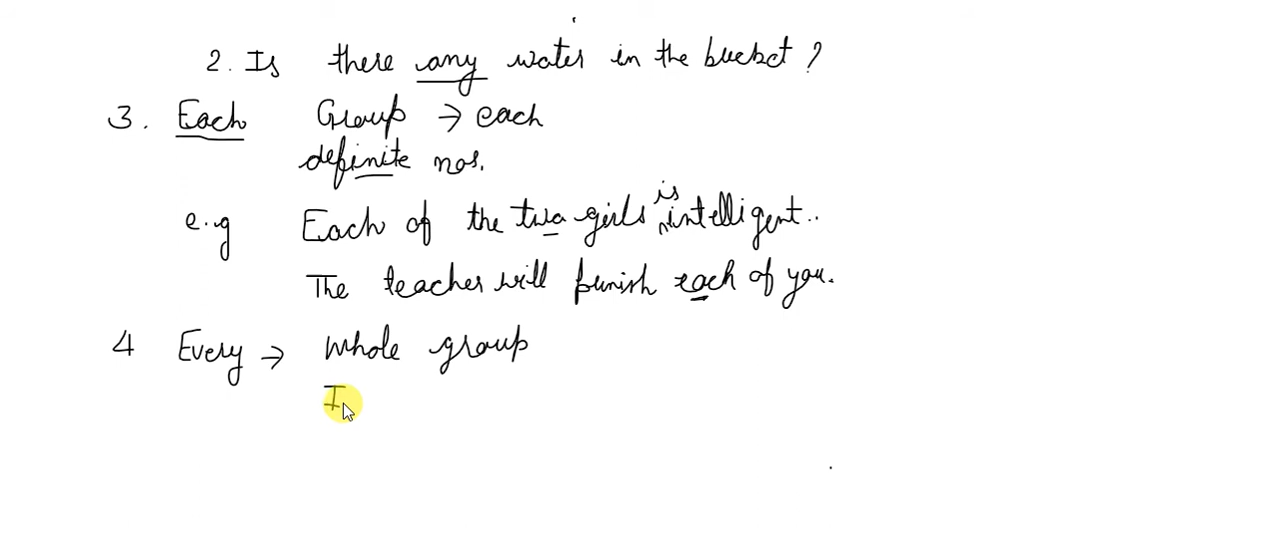 2. Is there any water in the bucket ?
3. Each Group → each
definite nos.
e.g Each of the two girls is intelligent..
The teacher will punish each of you.
4 Every → Whole group
I